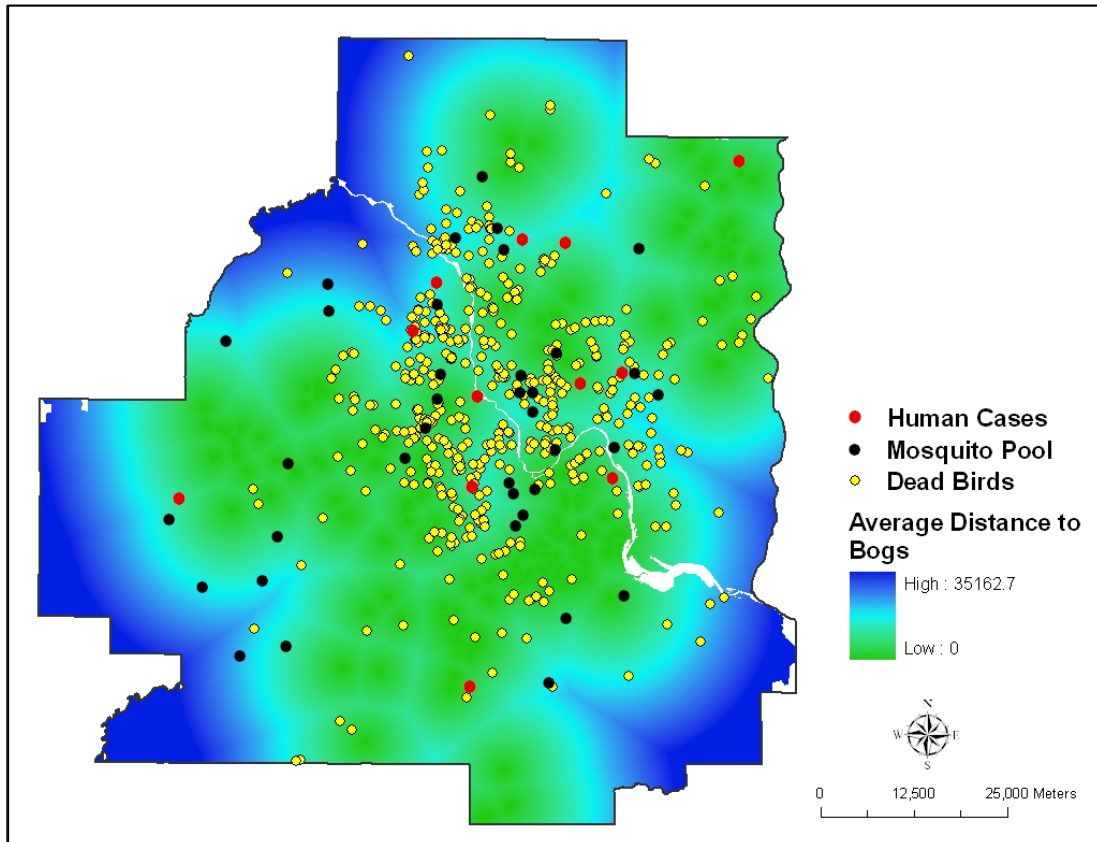 Human Cases
Mosquito Pool
Dead Birds
Average Distance to
Bogs
High : 35162.7
Low : 0
N
W E
S
0 12,500 25,000 Meters